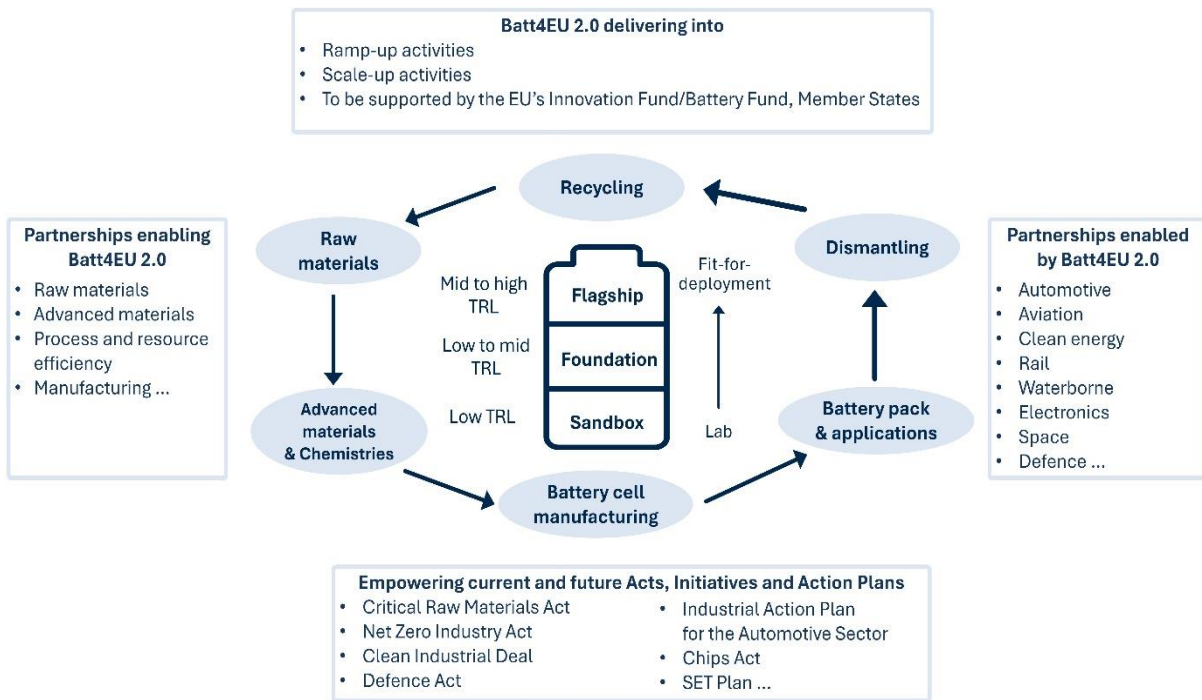 Batt4EU 2.0 delivering into
• Ramp-up activities
• Scale-up activities
• To be supported by the EU's Innovation Fund/Battery Fund, Member States
Recycling
Raw
materials
Dismantling
Partnerships enabling
Batt4EU 2.0
• Raw materials
• Advanced materials
• Process and resource
efficiency
• Manufacturing ...
Mid to high
TRL
Flagship
Fit-for-
deployment
Low to mid
TRL
Foundation
Low TRL
Sandbox
Lab
Partnerships enabled
by Batt4EU 2.0
• Automotive
• Aviation
• Clean energy
• Rail
• Waterborne
• Electronics
• Space
• Defence ...
Advanced
materials
& Chemistries
Battery pack
& applications
Battery cell
manufacturing
Empowering current and future Acts, Initiatives and Action Plans
• Critical Raw Materials Act
• Net Zero Industry Act
• Clean Industrial Deal
• Defence Act
• Industrial Action Plan
for the Automotive Sector
• Chips Act
• SET Plan ...